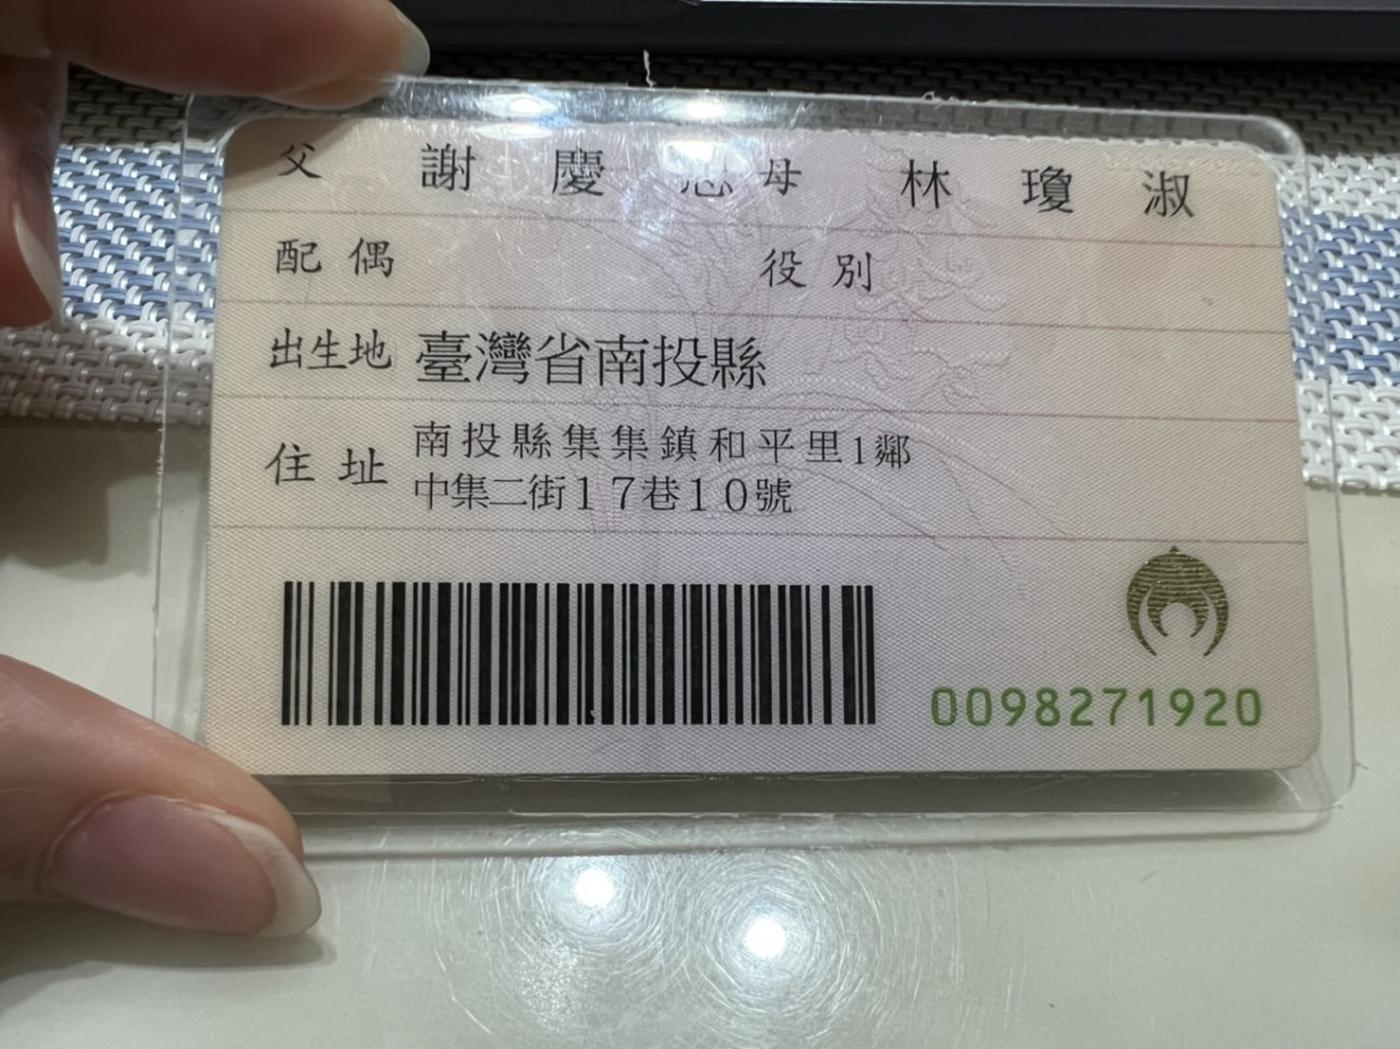 父 謝 慶 母 林 瓊 淑
配偶 役別
出生地 臺灣省南投縣
住址 南投縣集集鎮和平里1鄰
中集二街17巷10號
0098271920